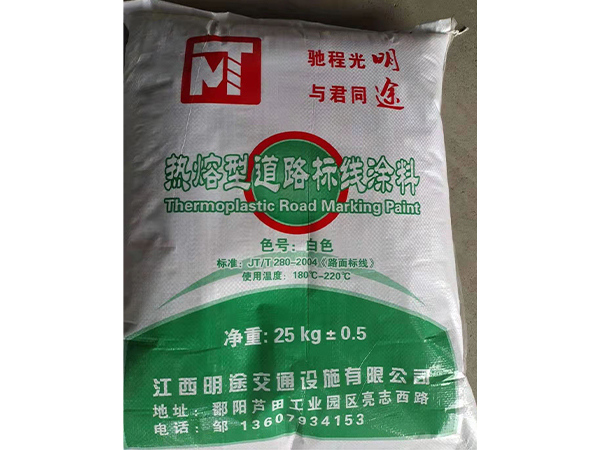 MT
驰程光明
与君同途
热熔型道路标线涂料
Thermoplastic Road Marking Paint
色号：白色
标准：JT/T 280-2004《路面标线》
使用温度：180℃-220℃
净重: 25 kg ± 0.5
江西明途交通设施有限公司
地址：鄱阳芦田工业园区亮志西路
电话：邹 13607934153